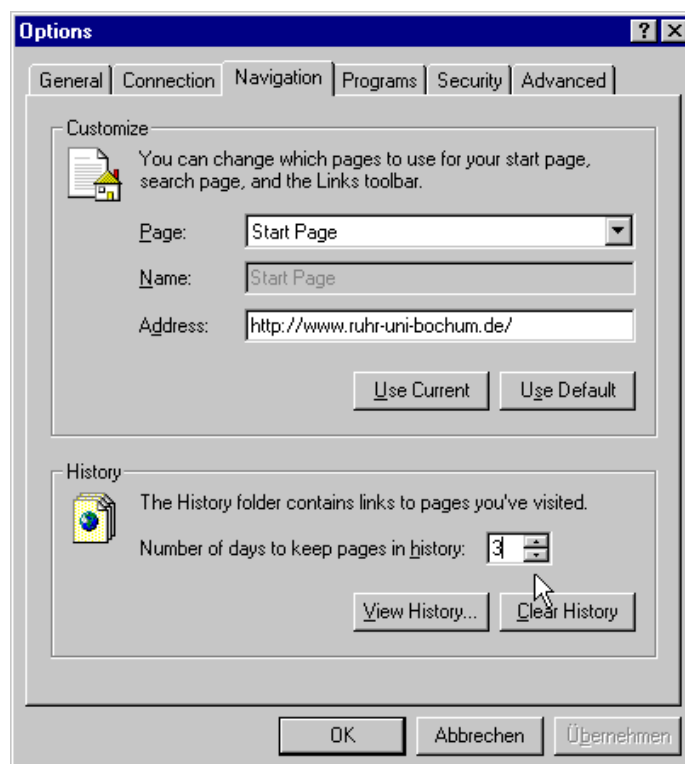 Options
General Connection Navigation Programs Security Advanced
Customize
You can change which pages to use for your start page,
search page, and the Links toolbar.
Page: Start Page
Name: Start Page
Address: http://www.ruhr-uni-bochum.de/
Use Current Use Default
History
The History folder contains links to pages you've visited.
Number of days to keep pages in history: 3
View History... Clear History
OK Abbrechen Übernehmen